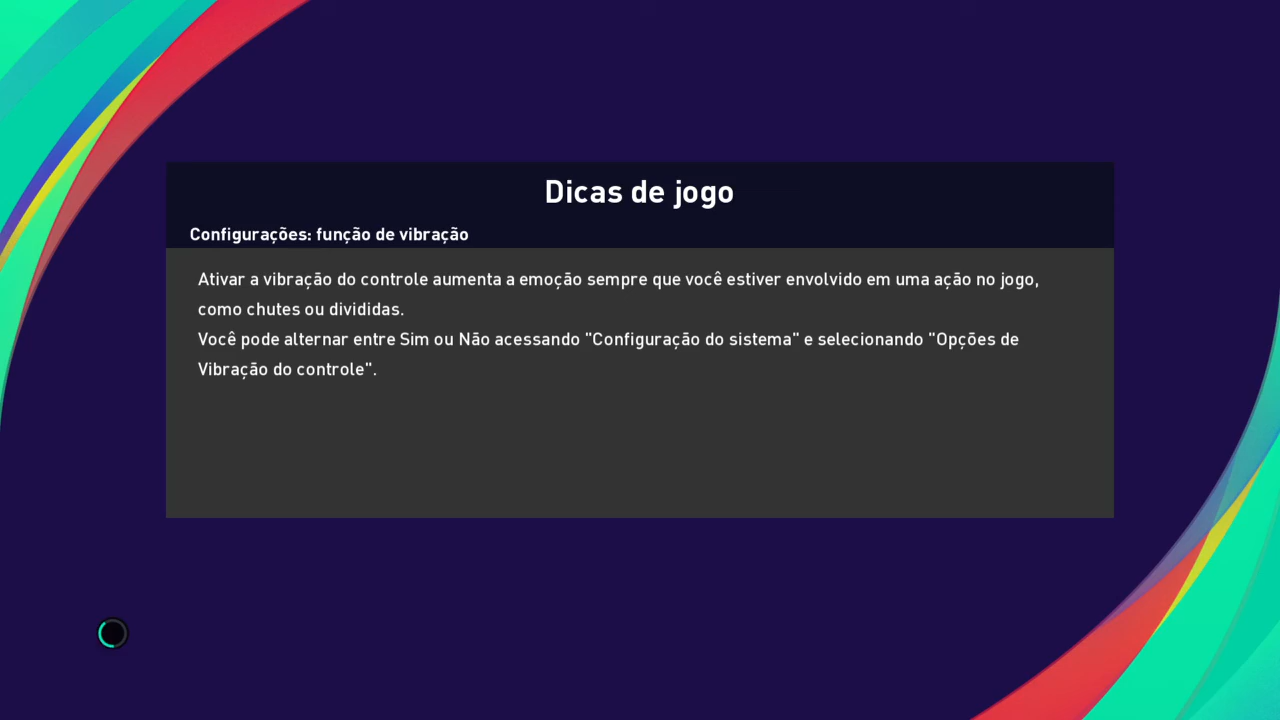 Dicas de jogo
Configurações: função de vibração
Ativar a vibração do controle aumenta a emoção sempre que você estiver envolvido em uma ação no jogo,
como chutes ou divididas.
Você pode alternar entre Sim ou Não acessando "Configuração do sistema" e selecionando "Opções de
Vibração do controle".